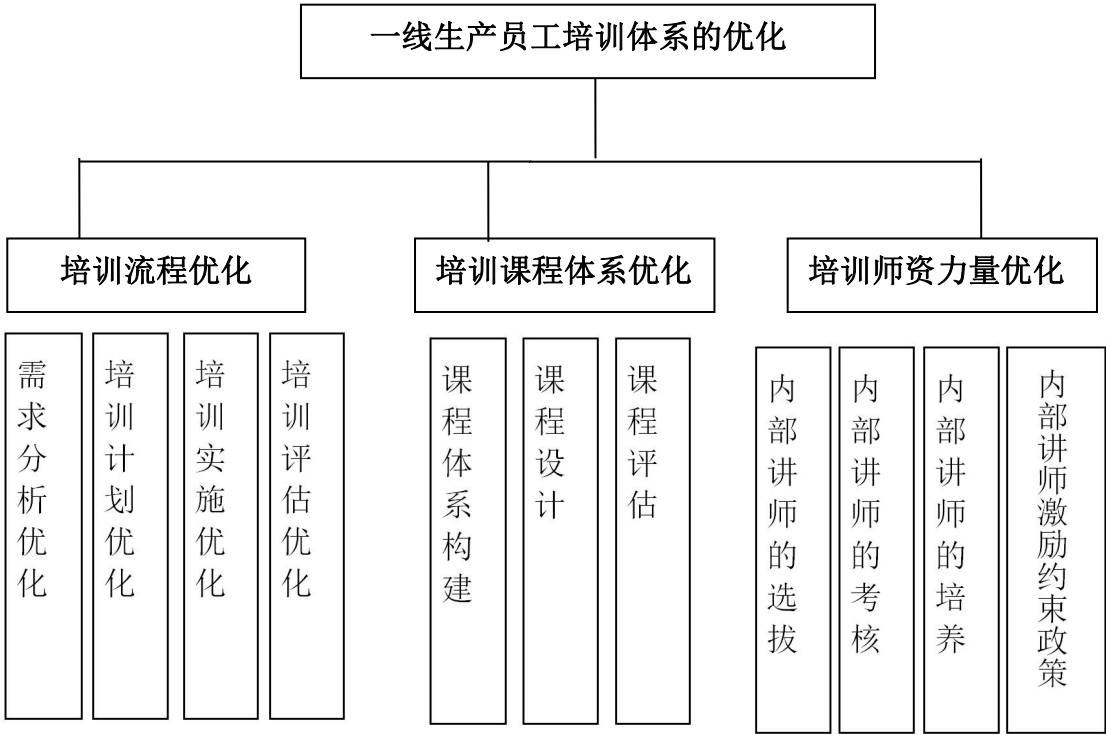 一线生产员工培训体系的优化
培训流程优化
培训课程体系优化
培训师资力量优化
需求分析优化
培训计划优化
培训实施优化
培训评估优化
课程体系构建
课程设计
课程评估
内部讲师的选拔
内部讲师的考核
内部讲师的培养
内部讲师激励约束政策